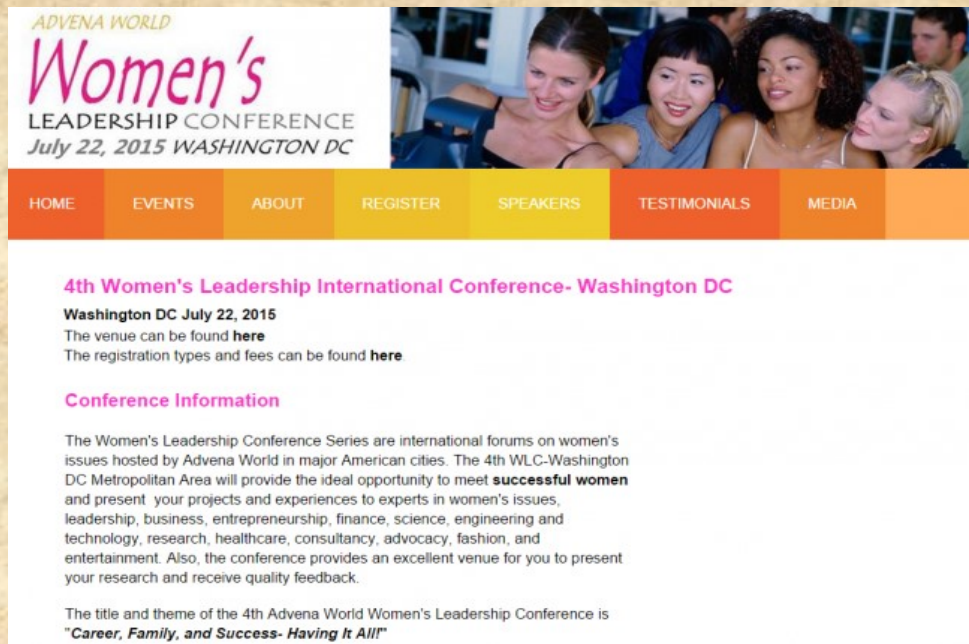 ADVENA WORLD
Women's
LEADERSHIP CONFERENCE
July 22, 2015 WASHINGTON DC
HOME EVENTS ABOUT REGISTER SPEAKERS TESTIMONIALS MEDIA
4th Women's Leadership International Conference- Washington DC
Washington DC July 22, 2015
The venue can be found here
The registration types and fees can be found here
Conference Information
The Women's Leadership Conference Series are international forums on women's
issues hosted by Advena World in major American cities. The 4th WLC-Washington
DC Metropolitan Area will provide the ideal opportunity to meet successful women
and present your projects and experiences to experts in women's issues,
leadership, business, entrepreneurship, finance, science, engineering and
technology, research, healthcare, consultancy, advocacy, fashion, and
entertainment. Also, the conference provides an excellent venue for you to present
your research and receive quality feedback.
The title and theme of the 4th Advena World Women's Leadership Conference is
"Career, Family, and Success- Having It All!"